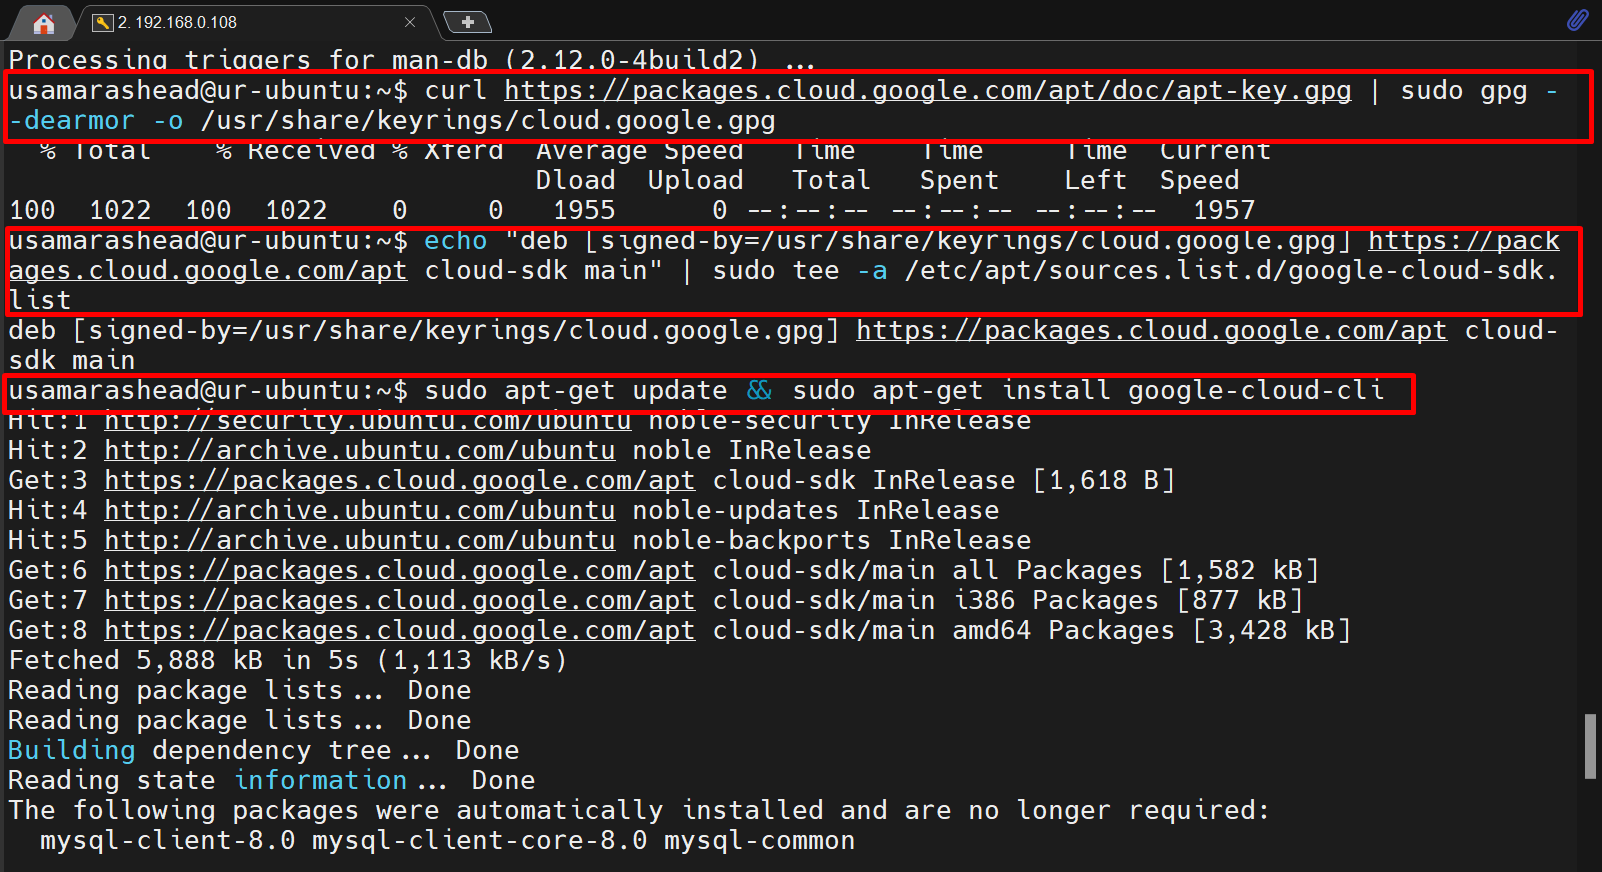 2. 192.168.0.108
Processing triggers for man-db (2.12.0-4build2) ...
usamarashead@ur-ubuntu:~$ curl https://packages.cloud.google.com/apt/doc/apt-key.gpg | sudo gpg -
-dearmor -o /usr/share/keyrings/cloud.google.gpg
% Total % Received % Xferd Average Speed Time Time Time Current
Dload Upload Total Spent Left Speed
100 1022 100 1022 0 0 1955 0 --:--:-- --:--:-- --:--:-- 1957
usamarashead@ur-ubuntu:~$ echo "deb [signed-by=/usr/share/keyrings/cloud.google.gpg] https://pack
ages.cloud.google.com/apt cloud-sdk main" | sudo tee -a /etc/apt/sources.list.d/google-cloud-sdk.
list
deb [signed-by=/usr/share/keyrings/cloud.google.gpg] https://packages.cloud.google.com/apt cloud-
sdk main
usamarashead@ur-ubuntu:~$ sudo apt-get update && sudo apt-get install google-cloud-cli
Hit:1 http://security.ubuntu.com/ubuntu noble-security InRelease
Hit:2 http://archive.ubuntu.com/ubuntu noble InRelease
Get:3 https://packages.cloud.google.com/apt cloud-sdk InRelease [1,618 B]
Hit:4 http://archive.ubuntu.com/ubuntu noble-updates InRelease
Hit:5 http://archive.ubuntu.com/ubuntu noble-backports InRelease
Get:6 https://packages.cloud.google.com/apt cloud-sdk/main all Packages [1,582 kB]
Get:7 https://packages.cloud.google.com/apt cloud-sdk/main i386 Packages [877 kB]
Get:8 https://packages.cloud.google.com/apt cloud-sdk/main amd64 Packages [3,428 kB]
Fetched 5,888 kB in 5s (1,113 kB/s)
Reading package lists... Done
Reading package lists... Done
Building dependency tree... Done
Reading state information... Done
The following packages were automatically installed and are no longer required:
mysql-client-8.0 mysql-client-core-8.0 mysql-common